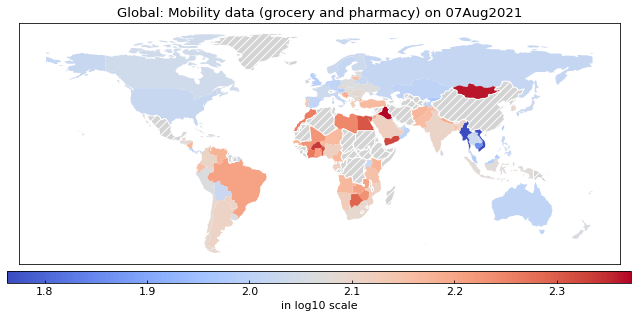 Global: Mobility data (grocery and pharmacy) on 07Aug2021
1.8 1.9 2.0 2.1 2.2 2.3
in log10 scale